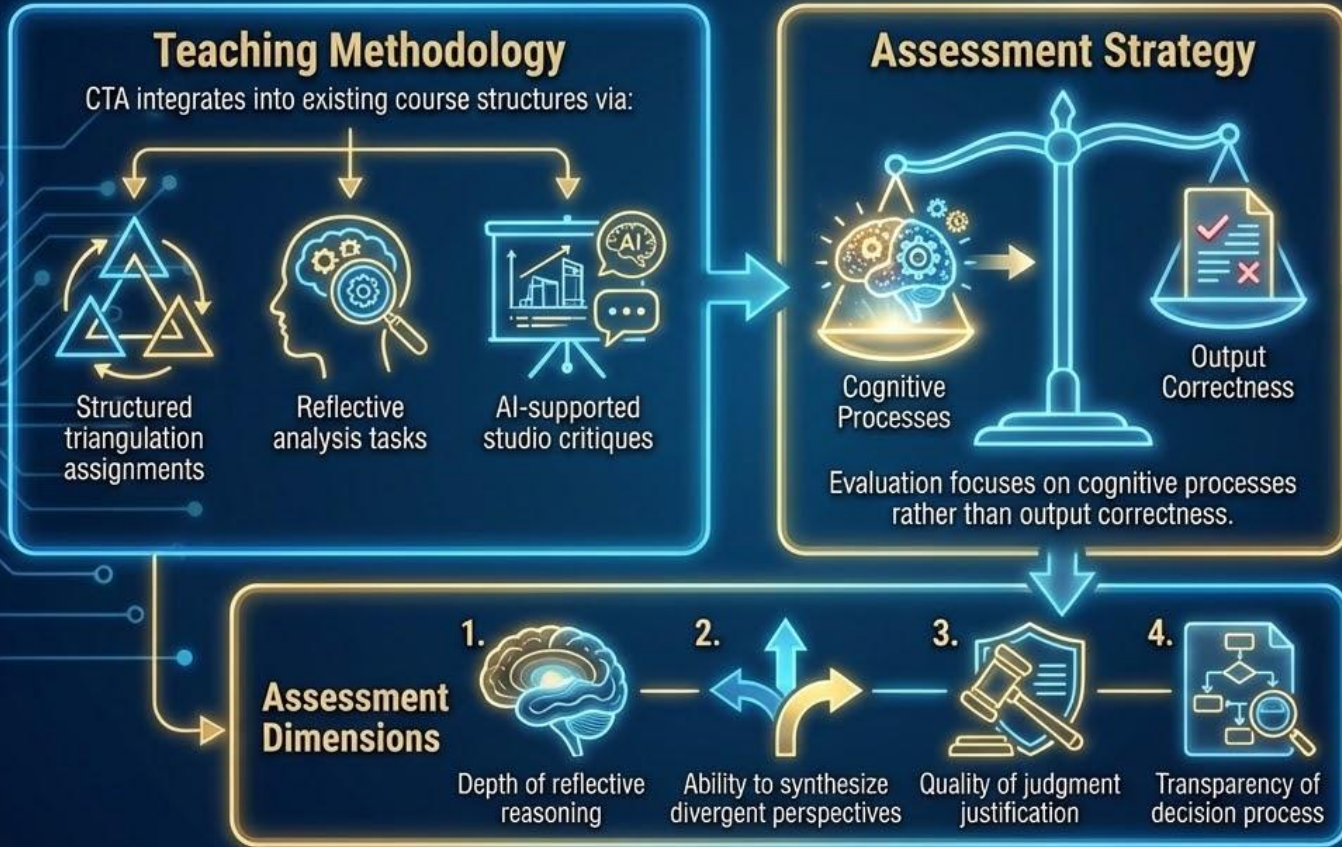 Teaching Methodology
CTA integrates into existing course structures via:
AI
Structured
triangulation
assignments
Reflective
analysis tasks
AI-supported
studio critiques
Assessment Strategy
Cognitive
Processes
Output
Correctness
Evaluation focuses on cognitive processes
rather than output correctness.
Assessment
Dimensions
1.
Depth of reflective
reasoning
2.
Ability to synthesize
divergent perspectives
3.
Quality of judgment
justification
4.
Transparency of
decision process